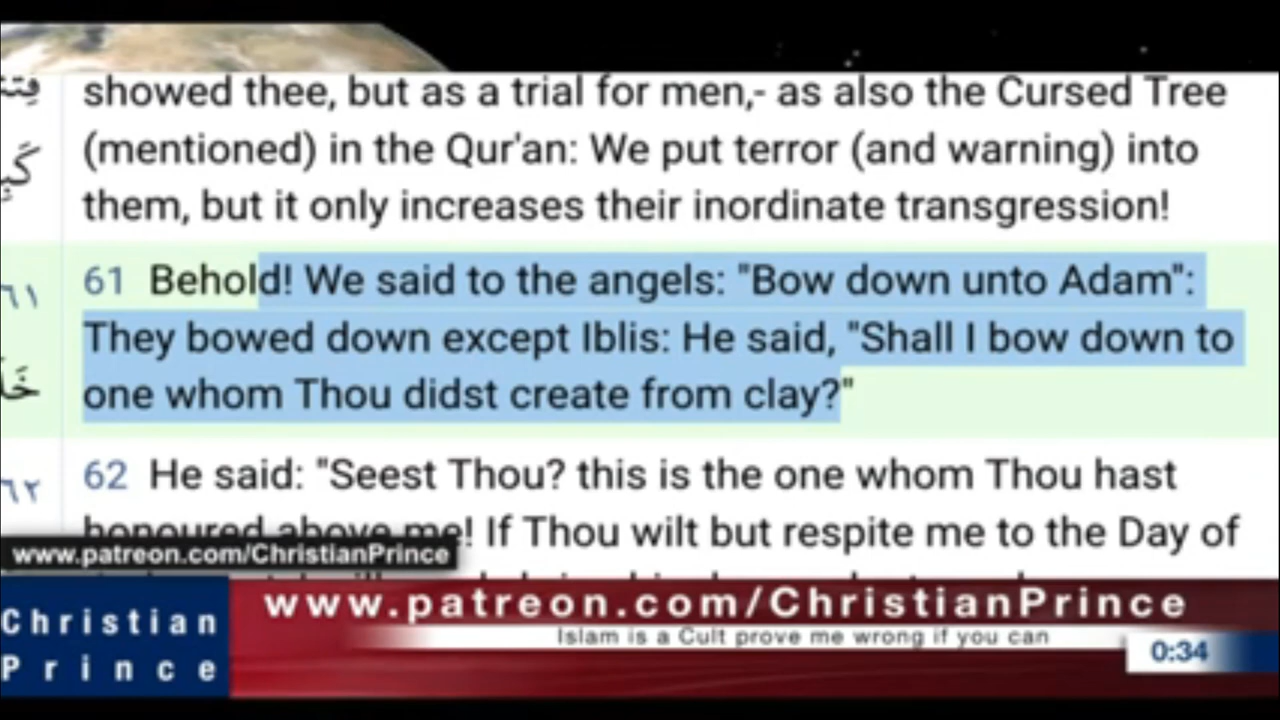 showed thee, but as a trial for men,- as also the Cursed Tree
(mentioned) in the Qur'an: We put terror (and warning) into
them, but it only increases their inordinate transgression!
61 Behold! We said to the angels: "Bow down unto Adam":
٦١
They bowed down except Iblis: He said, "Shall I bow down to
one whom Thou didst create from clay?"
62 He said: "Seest Thou? this is the one whom Thou hast
٦٢
honoured above me! If Thou wilt but respite me to the Day of
www.patreon.com/ChristianPrince
www.patreon.com/ChristianPrince
Christian
Prince
Islam is a Cult prove me wrong if you can
0:34